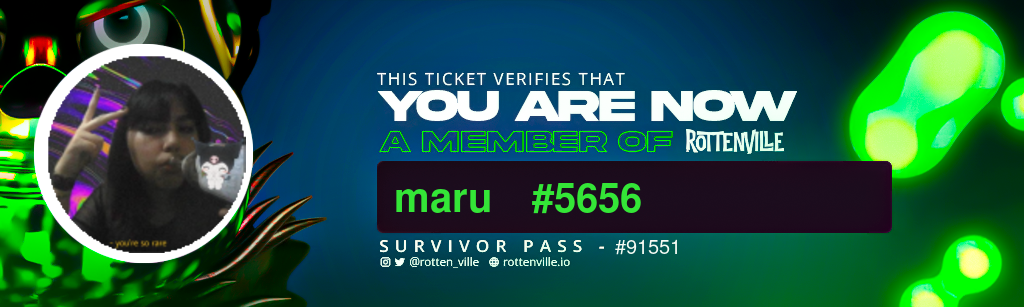 THIS TICKET VERIFIES THAT
YOU ARE NOW
A MEMBER OF ROTTENVILLE
maru #5656
SURVIVOR PASS - #91551
@rotten_ville rottenville.io
- you're so rare